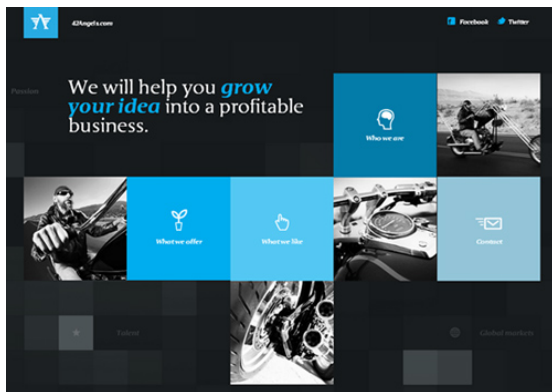 42Angels.com
Facebook
Twitter
Passion
We will help you grow
your idea into a profitable
business.
Who we are
What we offer
What we like
Contact
Talent
Global markets